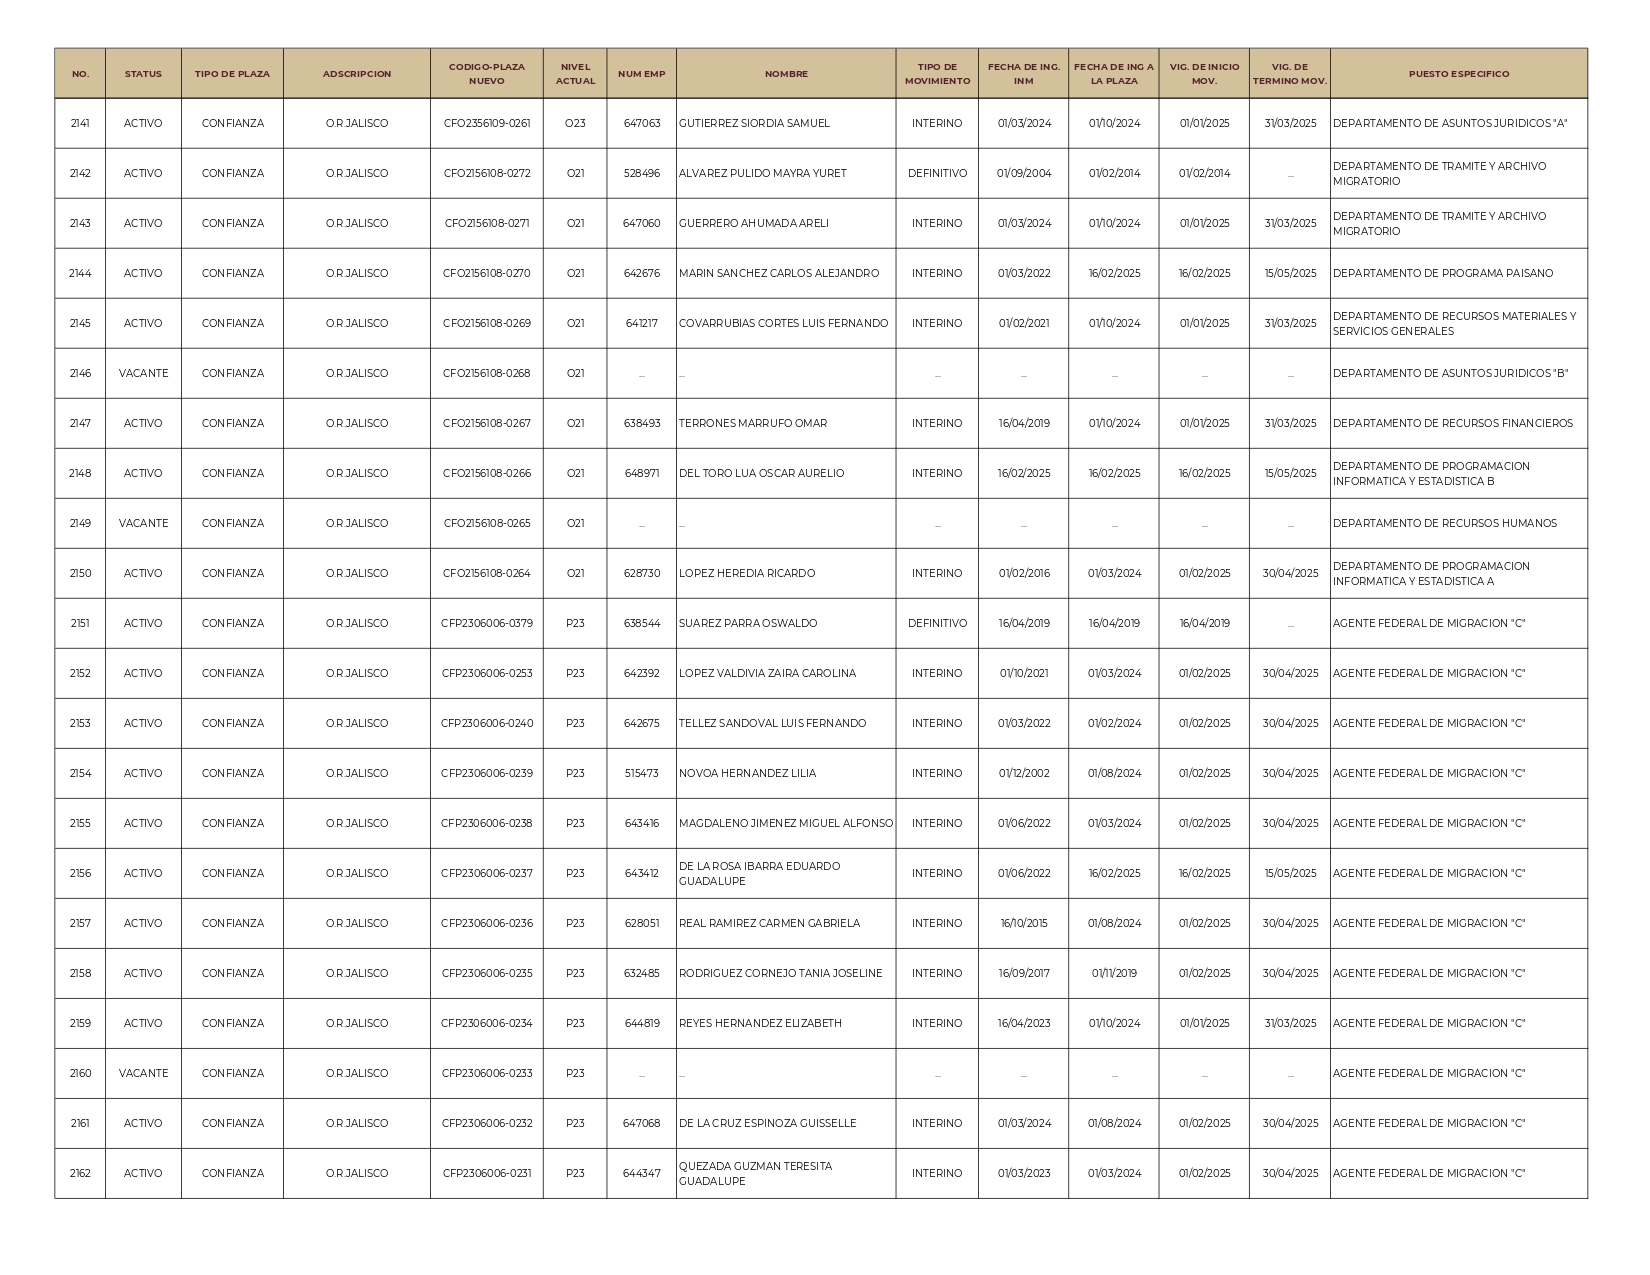 NO. STATUS TIPO DE PLAZA ADSCRIPCION CODIGO-PLAZA NUEVO NIVEL ACTUAL NUM EMP NOMBRE TIPO DE MOVIMIENTO FECHA DE ING. INM FECHA DE ING A LA PLAZA VIG. DE INICIO MOV. VIG. DE TERMINO MOV. PUESTO ESPECIFICO
2141 ACTIVO CONFIANZA O.R.JALISCO CFO2356109-0261 O23 647063 GUTIERREZ SIORDIA SAMUEL INTERINO 01/03/2024 01/10/2024 01/01/2025 31/03/2025 DEPARTAMENTO DE ASUNTOS JURIDICOS "A"
2142 ACTIVO CONFIANZA O.R.JALISCO CFO2156108-0272 O21 528496 ALVAREZ PULIDO MAYRA YURET DEFINITIVO 01/09/2004 01/02/2014 01/02/2014 ... DEPARTAMENTO DE TRAMITE Y ARCHIVO MIGRATORIO
2143 ACTIVO CONFIANZA O.R.JALISCO CFO2156108-0271 O21 647060 GUERRERO AHUMADA ARELI INTERINO 01/03/2024 01/10/2024 01/01/2025 31/03/2025 DEPARTAMENTO DE TRAMITE Y ARCHIVO MIGRATORIO
2144 ACTIVO CONFIANZA O.R.JALISCO CFO2156108-0270 O21 642676 MARIN SANCHEZ CARLOS ALEJANDRO INTERINO 01/03/2022 16/02/2025 16/02/2025 15/05/2025 DEPARTAMENTO DE PROGRAMA PAISANO
2145 ACTIVO CONFIANZA O.R.JALISCO CFO2156108-0269 O21 641217 COVARRUBIAS CORTES LUIS FERNANDO INTERINO 01/02/2021 01/10/2024 01/01/2025 31/03/2025 DEPARTAMENTO DE RECURSOS MATERIALES Y SERVICIOS GENERALES
2146 VACANTE CONFIANZA O.R.JALISCO CFO2156108-0268 O21 ... ... ... ... ... ... ... DEPARTAMENTO DE ASUNTOS JURIDICOS "B"
2147 ACTIVO CONFIANZA O.R.JALISCO CFO2156108-0267 O21 638493 TERRONES MARRUFO OMAR INTERINO 16/04/2019 01/10/2024 01/01/2025 31/03/2025 DEPARTAMENTO DE RECURSOS FINANCIEROS
2148 ACTIVO CONFIANZA O.R.JALISCO CFO2156108-0266 O21 648971 DEL TORO LUA OSCAR AURELIO INTERINO 16/02/2025 16/02/2025 16/02/2025 15/05/2025 DEPARTAMENTO DE PROGRAMACION INFORMATICA Y ESTADISTICA B
2149 VACANTE CONFIANZA O.R.JALISCO CFO2156108-0265 O21 ... ... ... ... ... ... ... DEPARTAMENTO DE RECURSOS HUMANOS
2150 ACTIVO CONFIANZA O.R.JALISCO CFO2156108-0264 O21 628730 LOPEZ HEREDIA RICARDO INTERINO 01/02/2016 01/03/2024 01/02/2025 30/04/2025 DEPARTAMENTO DE PROGRAMACION INFORMATICA Y ESTADISTICA A
2151 ACTIVO CONFIANZA O.R.JALISCO CFP2306006-0379 P23 638544 SUAREZ PARRA OSWALDO DEFINITIVO 16/04/2019 16/04/2019 16/04/2019 ... AGENTE FEDERAL DE MIGRACION "C"
2152 ACTIVO CONFIANZA O.R.JALISCO CFP2306006-0253 P23 642392 LOPEZ VALDIVIA ZAIRA CAROLINA INTERINO 01/10/2021 01/03/2024 01/02/2025 30/04/2025 AGENTE FEDERAL DE MIGRACION "C"
2153 ACTIVO CONFIANZA O.R.JALISCO CFP2306006-0240 P23 642675 TELLEZ SANDOVAL LUIS FERNANDO INTERINO 01/03/2022 01/02/2024 01/02/2025 30/04/2025 AGENTE FEDERAL DE MIGRACION "C"
2154 ACTIVO CONFIANZA O.R.JALISCO CFP2306006-0239 P23 515473 NOVOA HERNANDEZ LILIA INTERINO 01/12/2002 01/08/2024 01/02/2025 30/04/2025 AGENTE FEDERAL DE MIGRACION "C"
2155 ACTIVO CONFIANZA O.R.JALISCO CFP2306006-0238 P23 643416 MAGDALENO JIMENEZ MIGUEL ALFONSO INTERINO 01/06/2022 01/03/2024 01/02/2025 30/04/2025 AGENTE FEDERAL DE MIGRACION "C"
2156 ACTIVO CONFIANZA O.R.JALISCO CFP2306006-0237 P23 643412 DE LA ROSA IBARRA EDUARDO GUADALUPE INTERINO 01/06/2022 16/02/2025 16/02/2025 15/05/2025 AGENTE FEDERAL DE MIGRACION "C"
2157 ACTIVO CONFIANZA O.R.JALISCO CFP2306006-0236 P23 628051 REAL RAMIREZ CARMEN GABRIELA INTERINO 16/10/2015 01/08/2024 01/02/2025 30/04/2025 AGENTE FEDERAL DE MIGRACION "C"
2158 ACTIVO CONFIANZA O.R.JALISCO CFP2306006-0235 P23 632485 RODRIGUEZ CORNEJO TANIA JOSELINE INTERINO 16/09/2017 01/11/2019 01/02/2025 30/04/2025 AGENTE FEDERAL DE MIGRACION "C"
2159 ACTIVO CONFIANZA O.R.JALISCO CFP2306006-0234 P23 644819 REYES HERNANDEZ ELIZABETH INTERINO 16/04/2023 01/10/2024 01/01/2025 31/03/2025 AGENTE FEDERAL DE MIGRACION "C"
2160 VACANTE CONFIANZA O.R.JALISCO CFP2306006-0233 P23 ... ... ... ... ... ... ... AGENTE FEDERAL DE MIGRACION "C"
2161 ACTIVO CONFIANZA O.R.JALISCO CFP2306006-0232 P23 647068 DE LA CRUZ ESPINOZA GUISSELLE INTERINO 01/03/2024 01/08/2024 01/02/2025 30/04/2025 AGENTE FEDERAL DE MIGRACION "C"
2162 ACTIVO CONFIANZA O.R.JALISCO CFP2306006-0231 P23 644347 QUEZADA GUZMAN TERESITA GUADALUPE INTERINO 01/03/2023 01/03/2024 01/02/2025 30/04/2025 AGENTE FEDERAL DE MIGRACION "C"